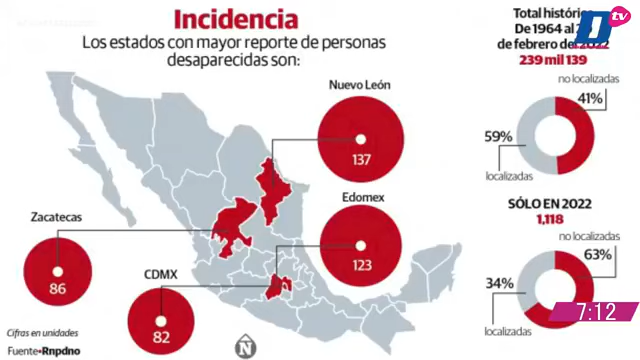 Incidencia
Los estados con mayor reporte de personas
desaparecidas son:
Nuevo León
137
Edomex
123
Zacatecas
86
CDMX
82
Cifras en unidades
Fuente•Rnpdno
N
Total histórico
De 1964 al
de febrero del 2022
239 mil 139
no localizadas
41%
59%
localizadas
SÓLO EN 2022
1,118
no localizadas
63%
34%
localizadas
tv
7:12